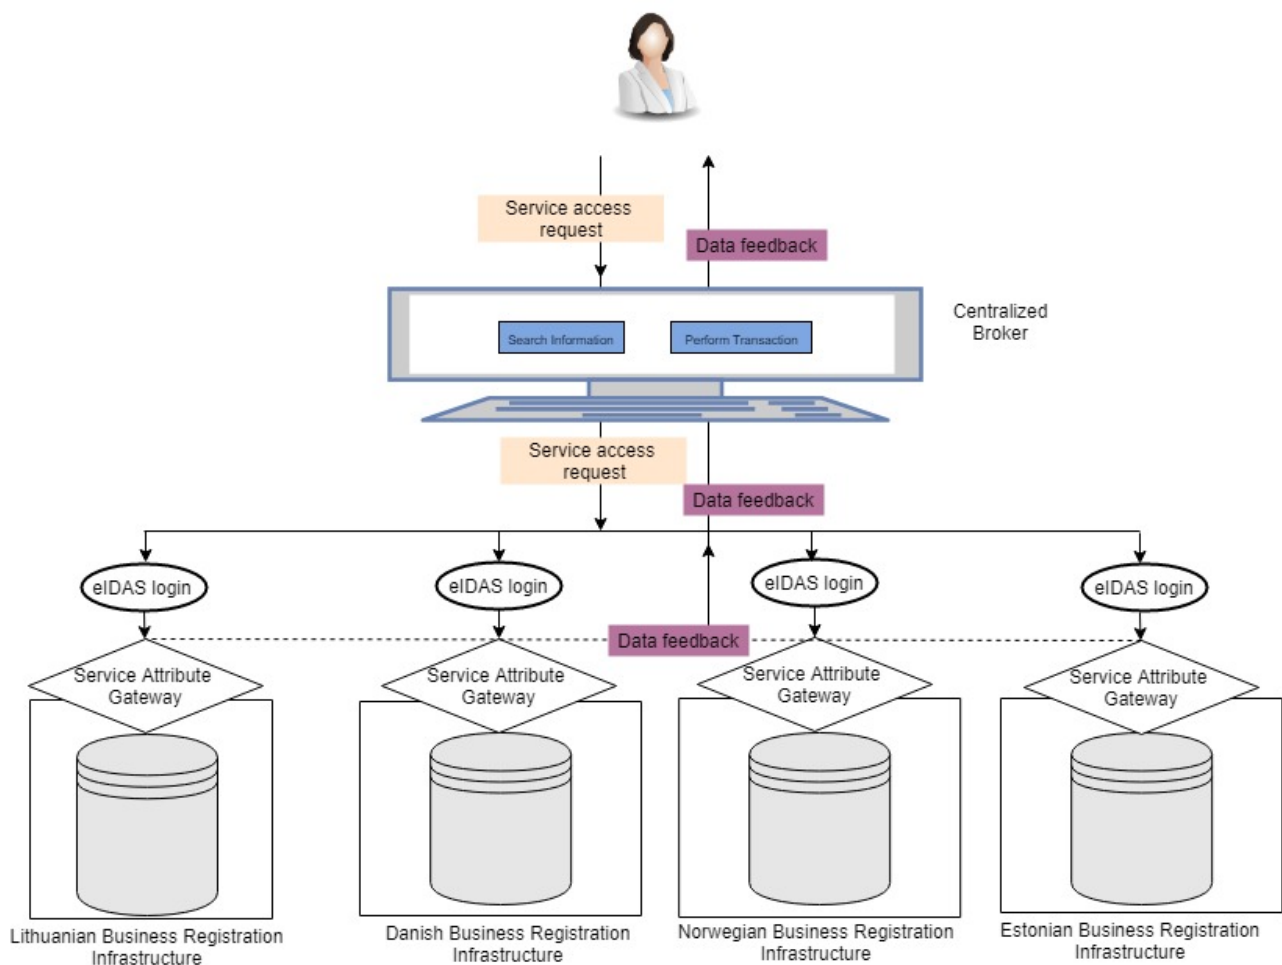 Service access
request
Data feedback
Centralized
Broker
Search Information
Perform Transaction
Service access
request
Data feedback
eIDAS login
eIDAS login
eIDAS login
eIDAS login
Data feedback
Service Attribute
Gateway
Service Attribute
Gateway
Service Attribute
Gateway
Service Attribute
Gateway
Lithuanian Business Registration
Infrastructure
Danish Business Registration
Infrastructure
Norwegian Business Registration
Infrastructure
Estonian Business Registration
Infrastructure